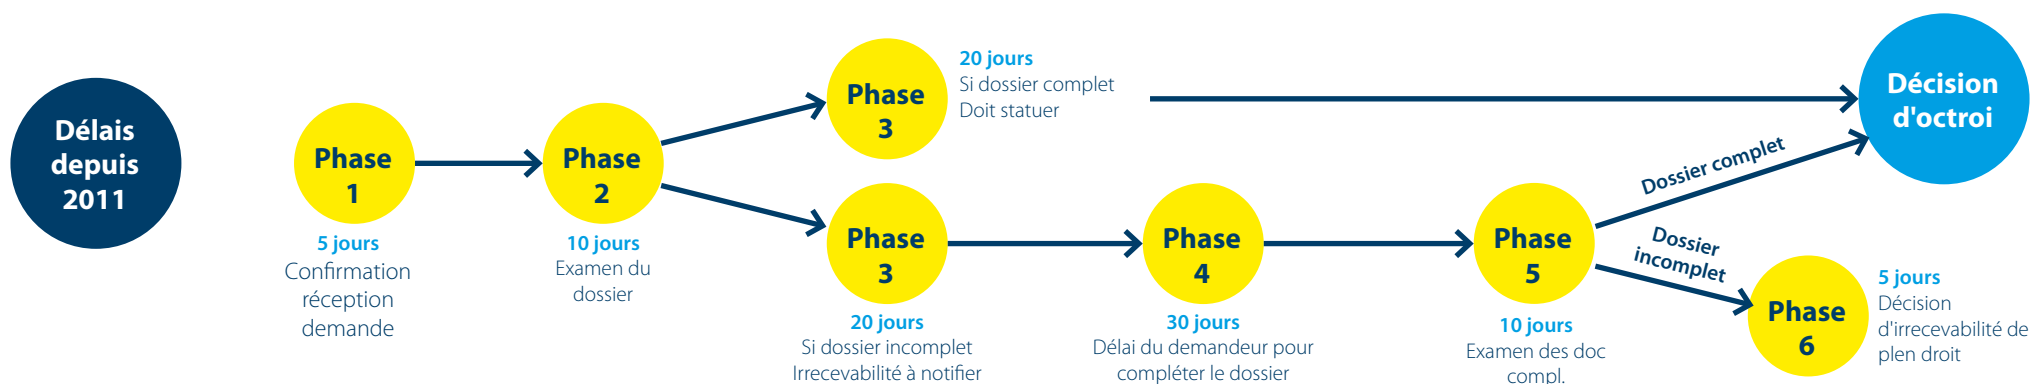 Délais
depuis
2011
Phase
1
5 jours
Confirmation
réception
demande
Phase
2
10 jours
Examen du
dossier
Phase
3
20 jours
Si dossier complet
Doit statuer
Phase
3
20 jours
Si dossier incomplet
Irrecevabilité à notifier
Phase
4
30 jours
Délai du demandeur pour
compléter le dossier
Phase
5
10 jours
Examen des doc
compl.
Dossier complet
Décision
d'octroi
Dossier
incomplet
Phase
6
5 jours
Décision
d'irrecevabilité de
plen droit